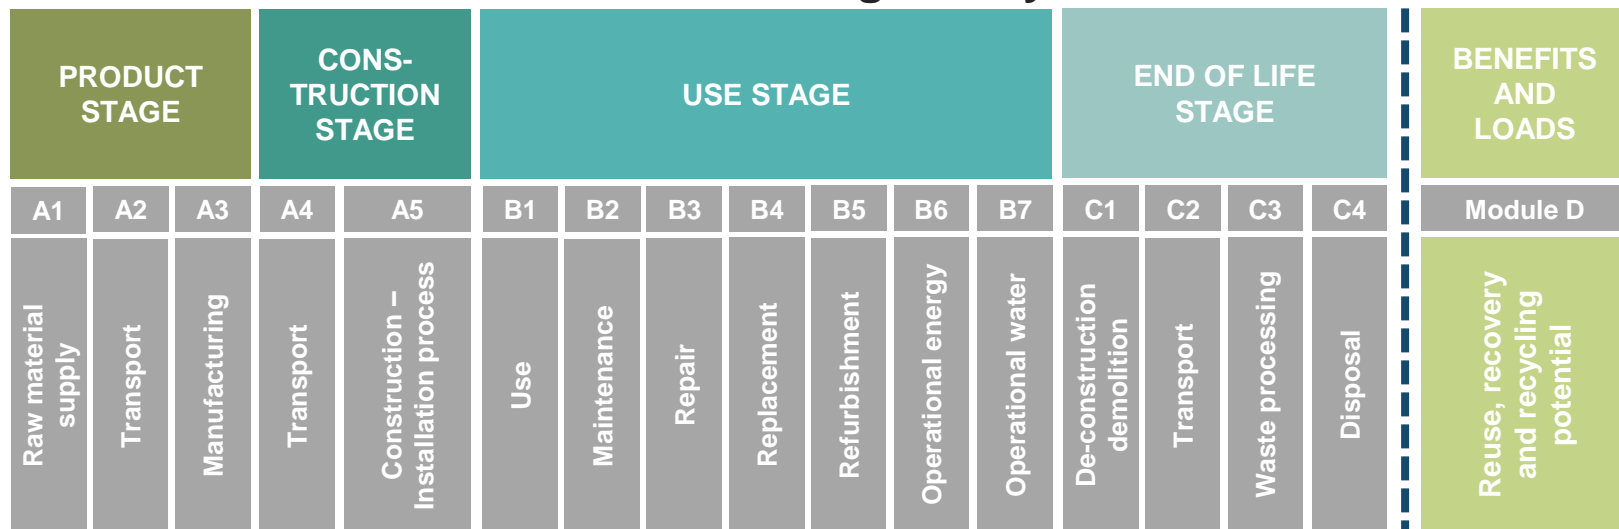 PRODUCT
STAGE
CONS-
TRUCTION
STAGE
USE STAGE
END OF LIFE
STAGE
BENEFITS
AND
LOADS
A1
A2
A3
A4
A5
B1
B2
B3
B4
B5
B6
B7
C1
C2
C3
C4
Module D
Raw material
supply
Transport
Manufacturing
Transport
Construction –
Installation process
Use
Maintenance
Repair
Replacement
Refurbishment
Operational energy
Operational water
De-construction
demolition
Transport
Waste processing
Disposal
Reuse, recovery
and recycling
potential